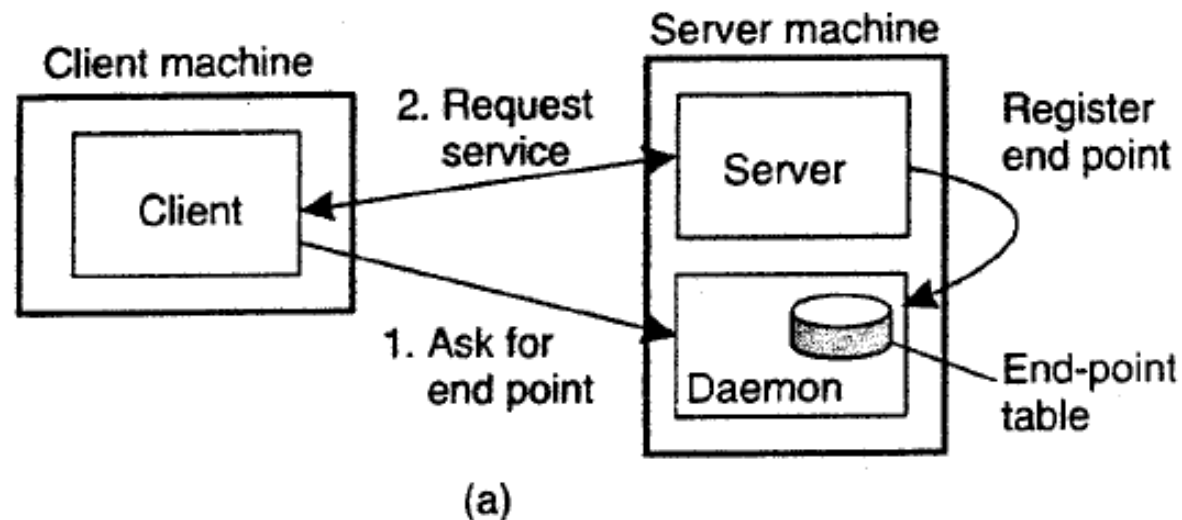 Client machine
Server machine
2. Request
service
Register
end point
Client
Server
1. Ask for
end point
Daemon
End-point
table
(a)